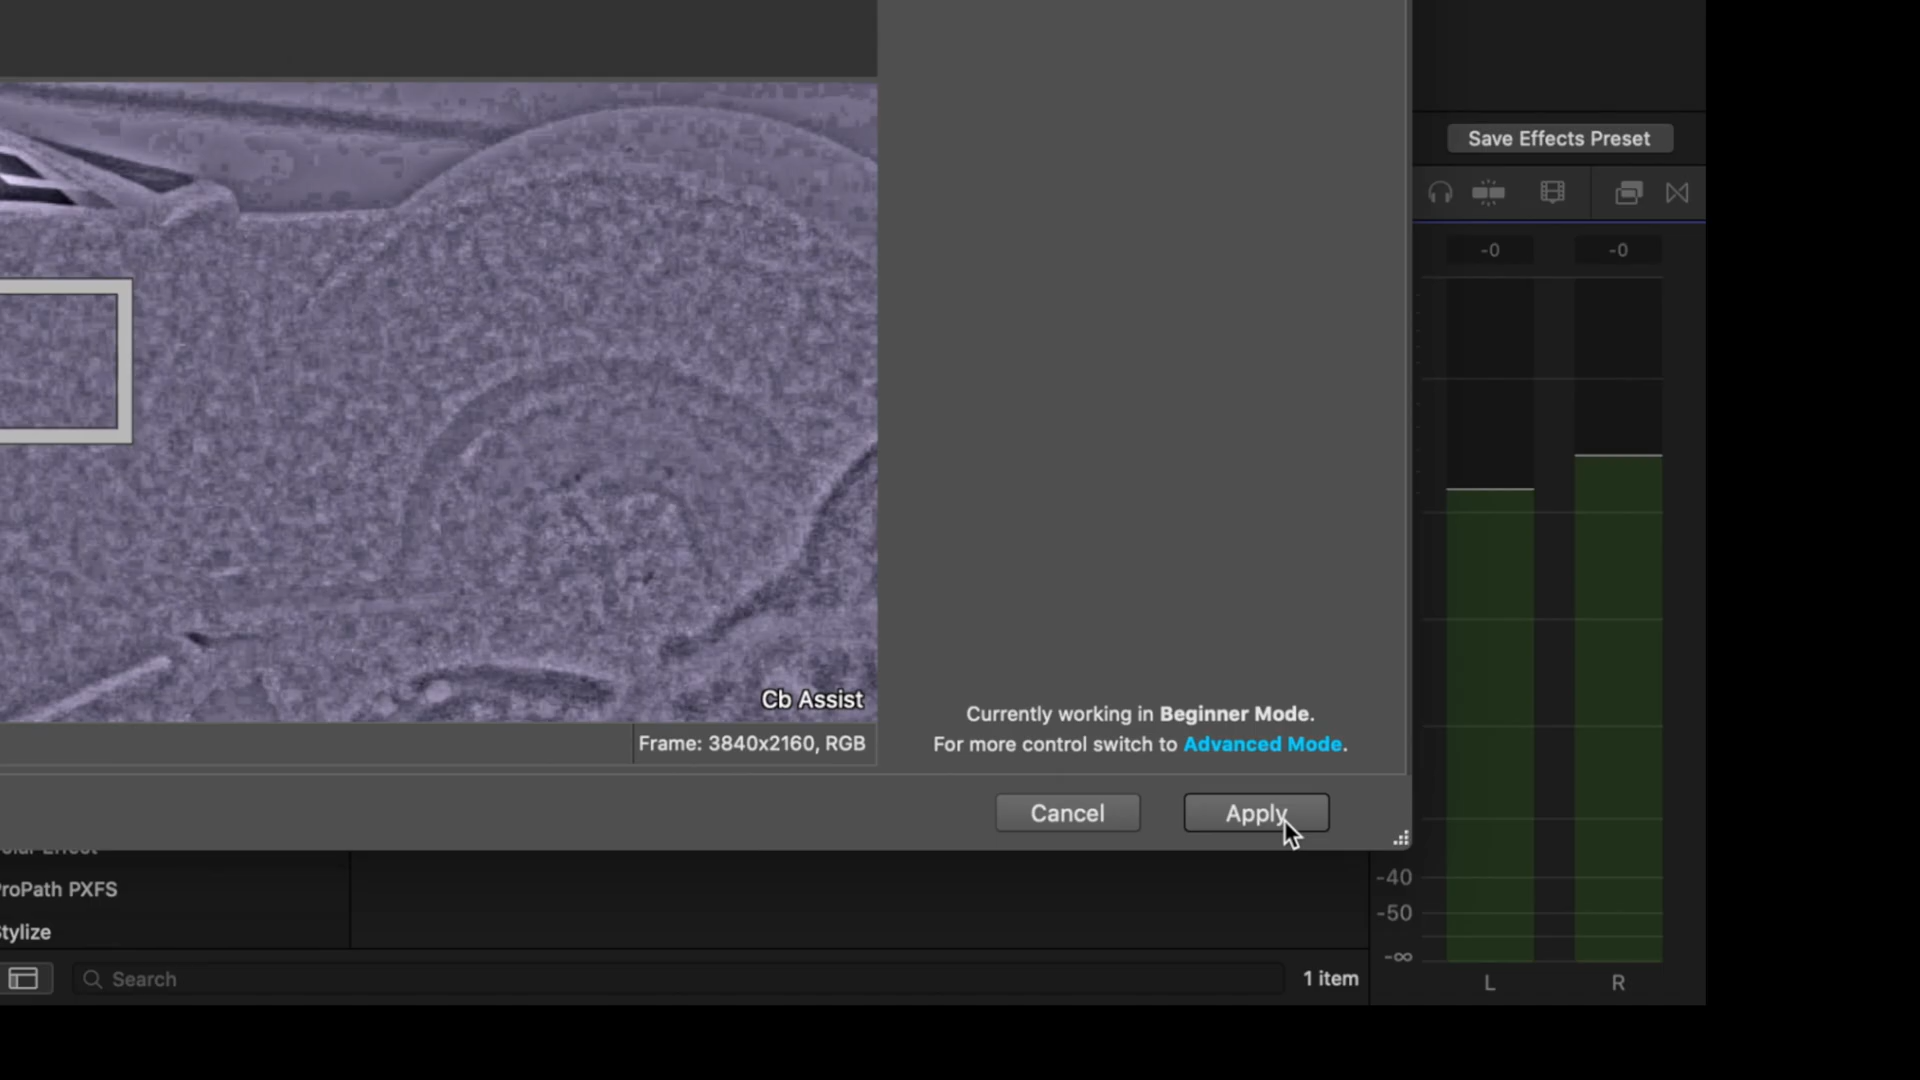 Save Effects Preset
-0
-0
Cb Assist
Frame: 3840x2160, RGB
Currently working in Beginner Mode.
For more control switch to Advanced Mode.
Cancel
Apply
roPath PXFS
Stylize
Search
1 item
-40
-50
-∞
L
R